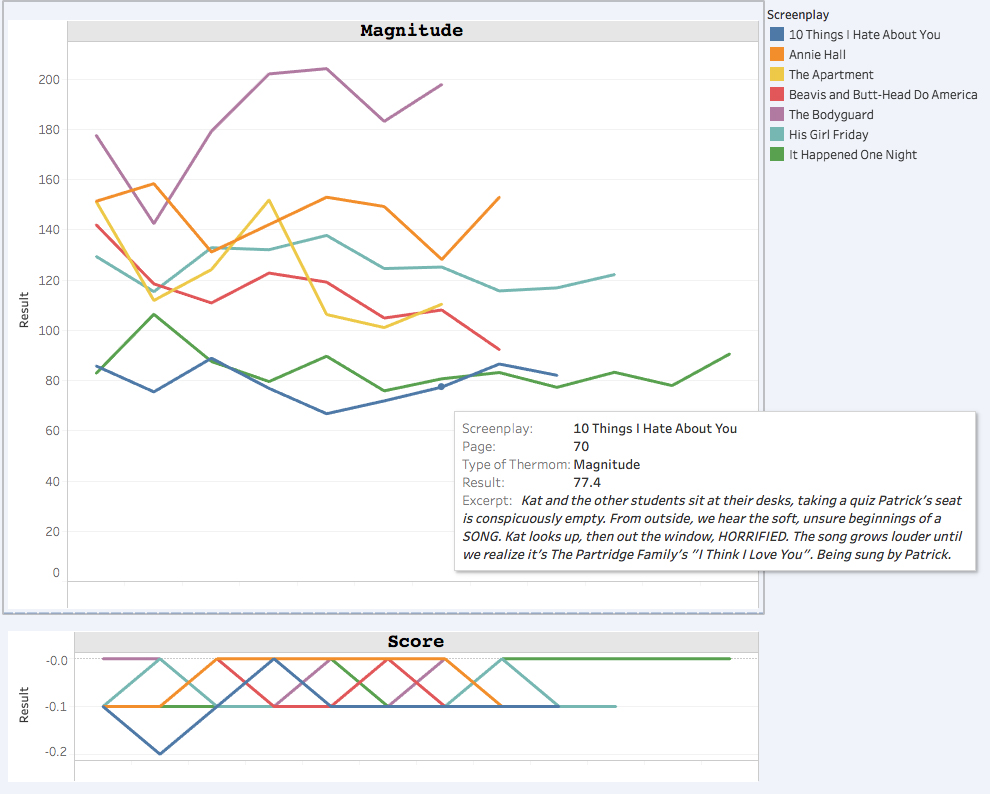 Magnitude
Result
200
180
160
140
120
100
80
60
40
20
0
Screenplay
10 Things I Hate About You
Annie Hall
The Apartment
Beavis and Butt-Head Do America
The Bodyguard
His Girl Friday
It Happened One Night
Screenplay: 10 Things I Hate About You
Page: 70
Type of Thermom: Magnitude
Result: 77.4
Excerpt: Kat and the other students sit at their desks, taking a quiz Patrick's seat
is conspicuously empty. From outside, we hear the soft, unsure beginnings of a
SONG. Kat looks up, then out the window, HORRIFIED. The song grows louder until
we realize it's The Partridge Family's "I Think I Love You". Being sung by Patrick.
Score
Result
-0.0
-0.1
-0.2